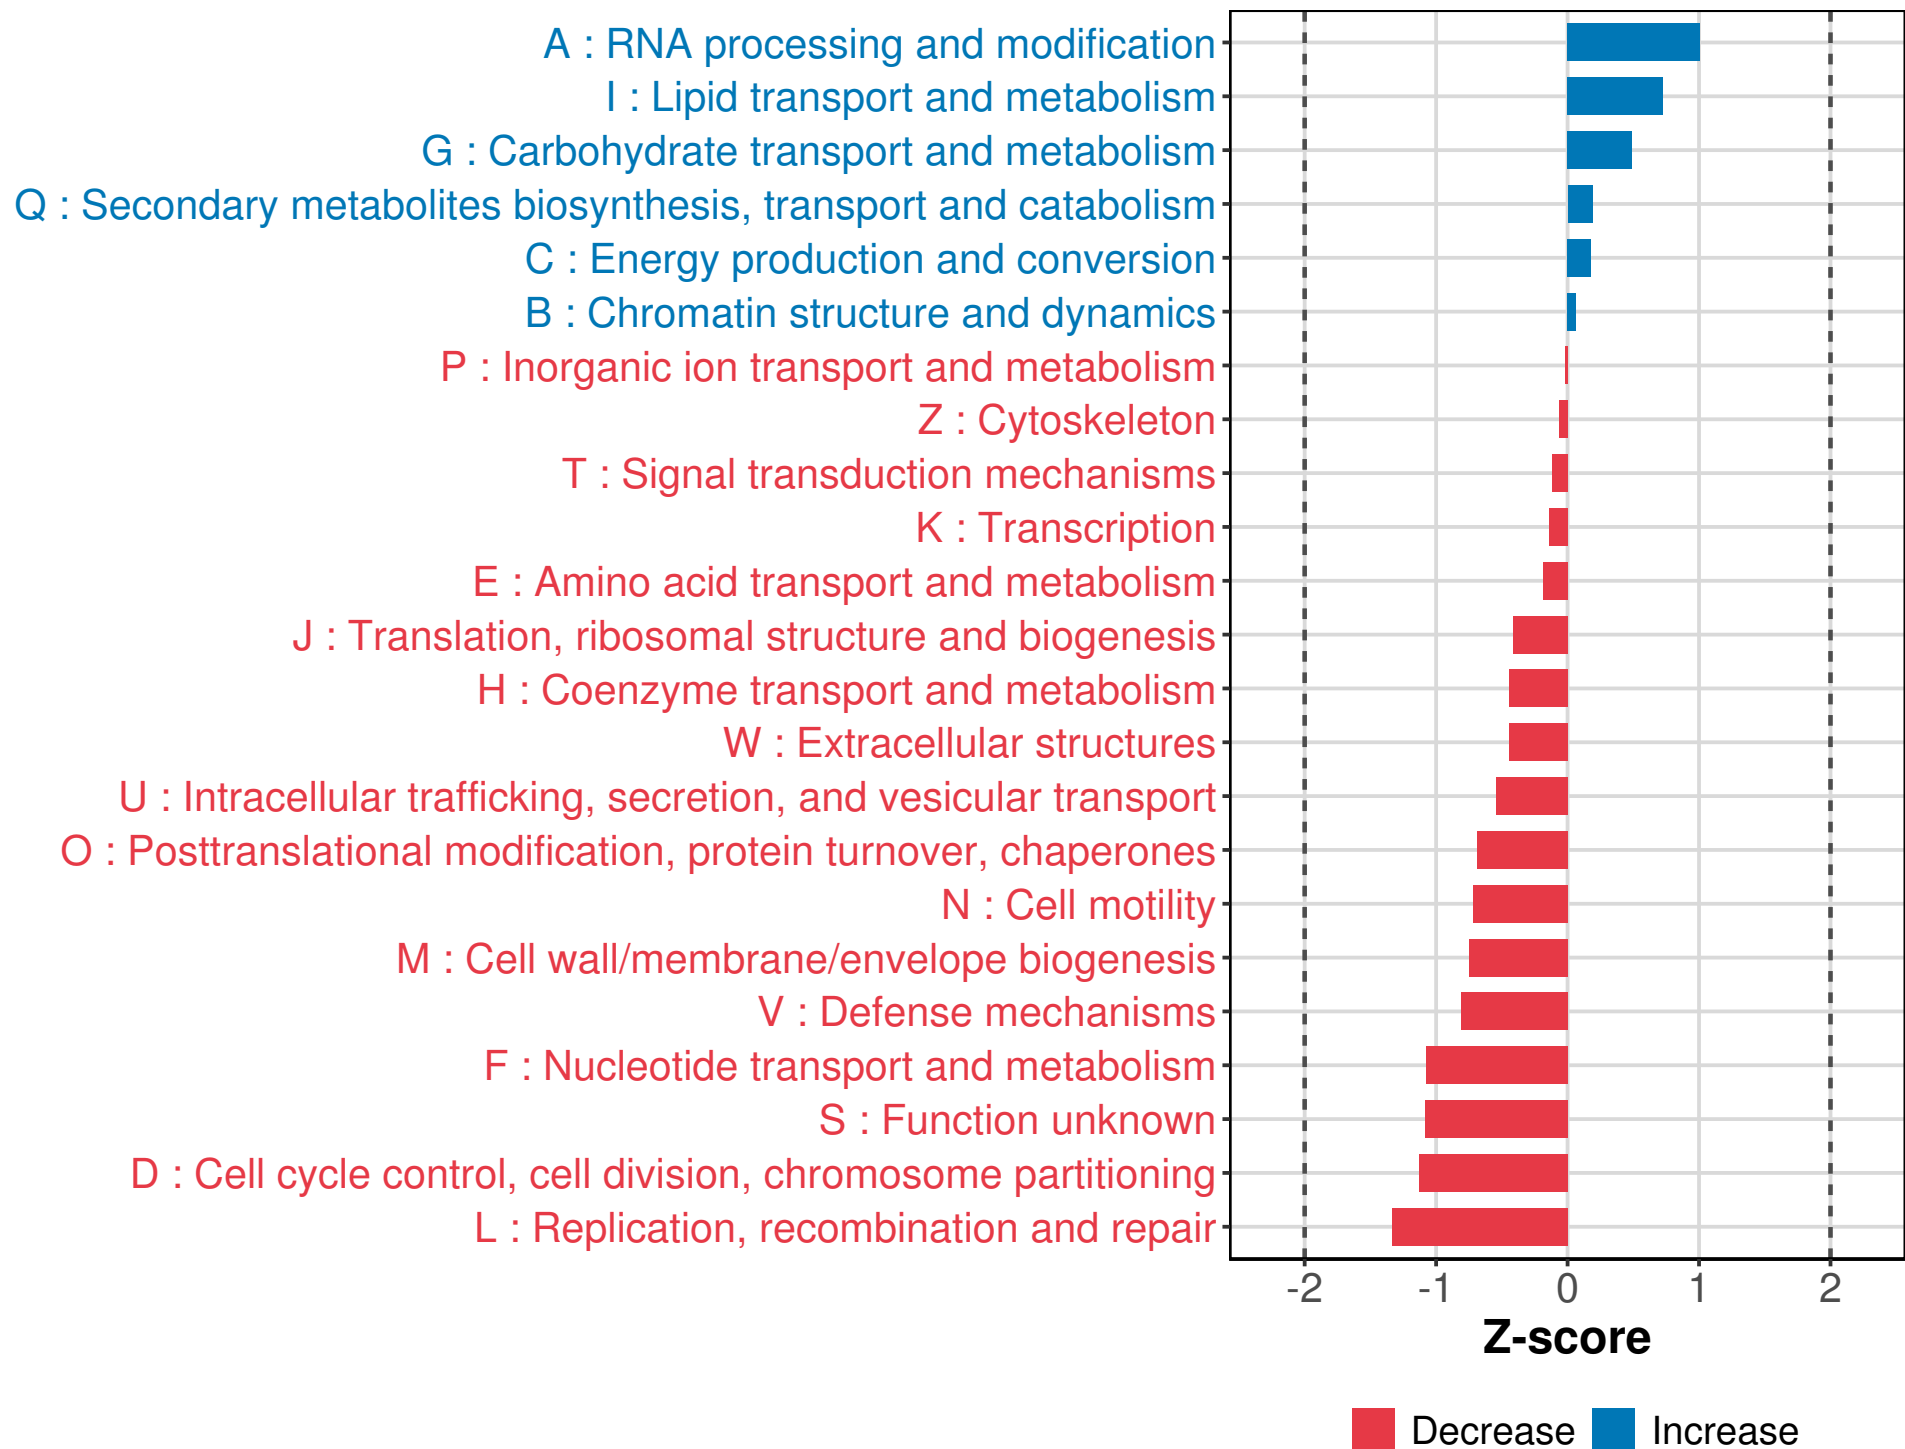 A : RNA processing and modification
I : Lipid transport and metabolism
G : Carbohydrate transport and metabolism
Q : Secondary metabolites biosynthesis, transport and catabolism
C : Energy production and conversion
B : Chromatin structure and dynamics
P : Inorganic ion transport and metabolism
Z : Cytoskeleton
T : Signal transduction mechanisms
K : Transcription
E : Amino acid transport and metabolism
J : Translation, ribosomal structure and biogenesis
H : Coenzyme transport and metabolism
W : Extracellular structures
U : Intracellular trafficking, secretion, and vesicular transport
O : Posttranslational modification, protein turnover, chaperones
N : Cell motility
M : Cell wall/membrane/envelope biogenesis
V : Defense mechanisms
F : Nucleotide transport and metabolism
S : Function unknown
D : Cell cycle control, cell division, chromosome partitioning
L : Replication, recombination and repair
-2 -1 0 1 2
Z-score
Decrease Increase